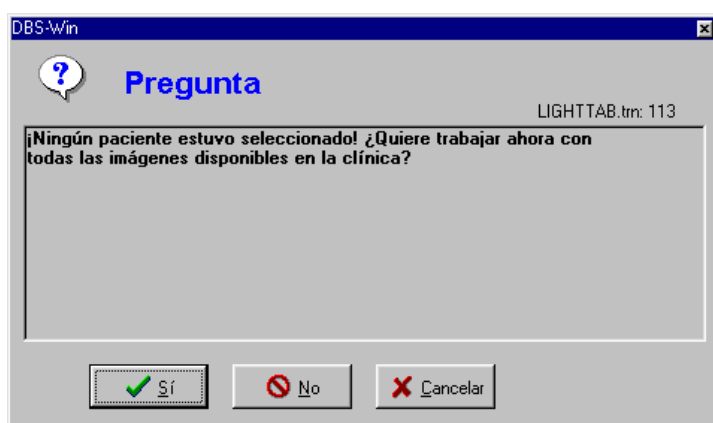 DBS-Win
Pregunta
LIGHTTAB.trn: 113
¡Ningún paciente estuvo seleccionado! ¿Quiere trabajar ahora con
todas las imágenes disponibles en la clínica?
Sí
No
Cancelar